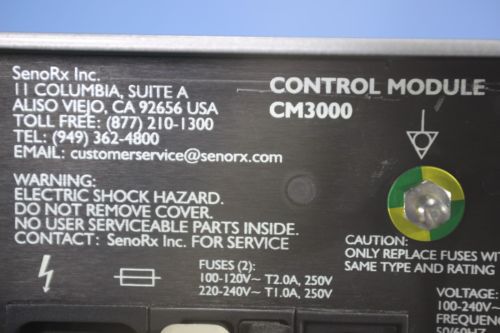 SenoRx Inc.
11 COLUMBIA, SUITE A
ALISO VIEJO, CA 92656 USA
TOLL FREE: (877) 210-1300
TEL: (949) 362-4800
EMAIL: customerservice@senorx.com
CONTROL MODULE
CM3000
WARNING:
ELECTRIC SHOCK HAZARD.
DO NOT REMOVE COVER.
NO USER SERVICEABLE PARTS INSIDE.
CONTACT: SenoRx Inc. FOR SERVICE
CAUTION:
ONLY REPLACE FUSES WIT
SAME TYPE AND RATING
FUSES (2):
100-120V~ T2.0A, 250V
220-240V~ T1.0A, 250V
VOLTAGE:
100-240V~
FREQUENC
50/60HZ